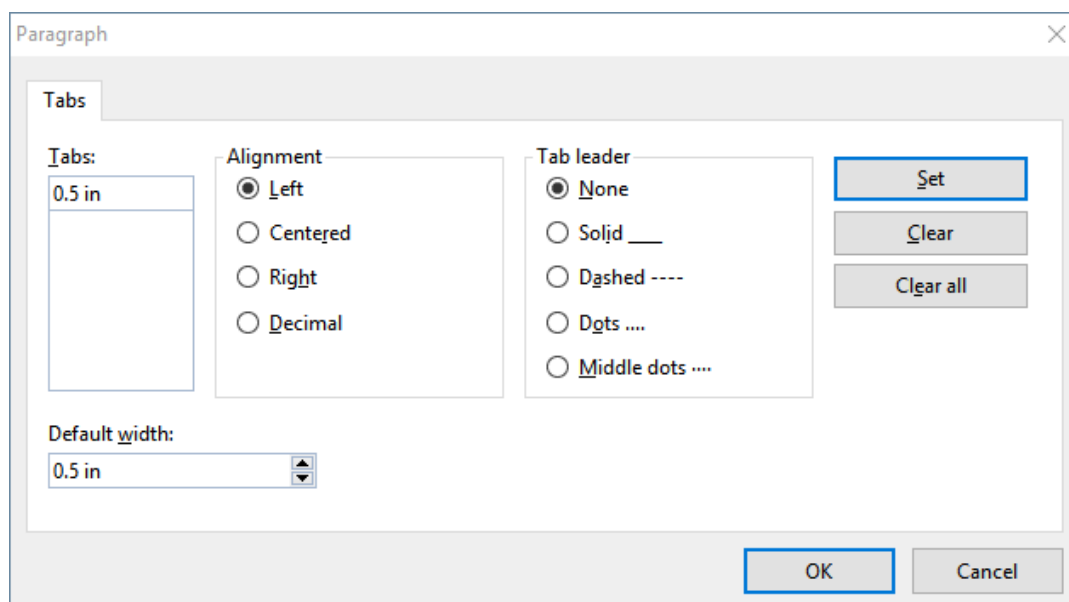 Paragraph
Tabs
Tabs:
0.5 in
Alignment
Left
Centered
Right
Decimal
Tab leader
None
Solid ___
Dashed ----
Dots ....
Middle dots ····
Set
Clear
Clear all
Default width:
0.5 in
OK
Cancel